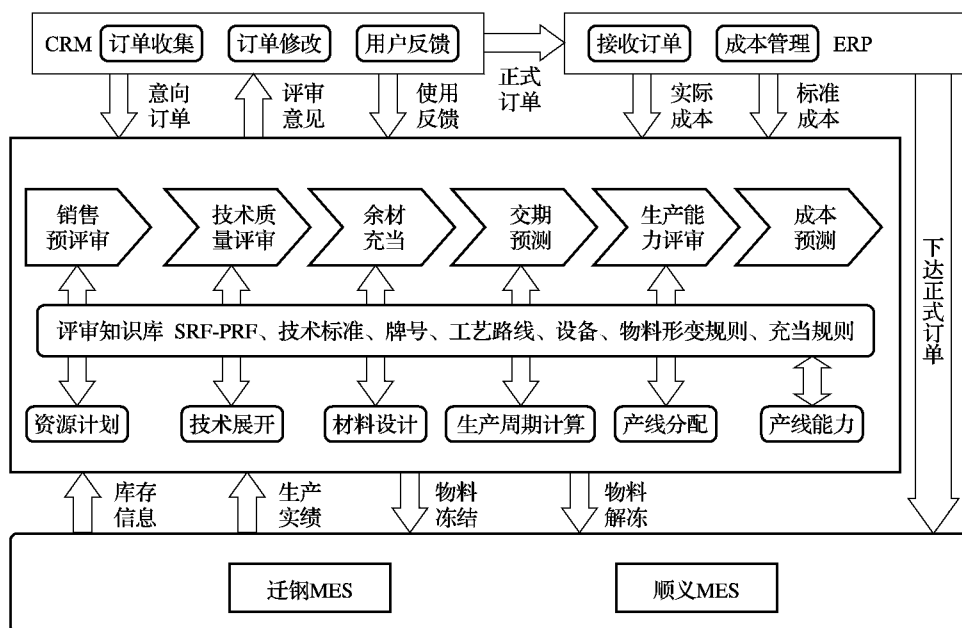 CRM
订单收集
订单修改
用户反馈
正式
订单
接收订单
成本管理
ERP
意向
订单
评审
意见
使用
反馈
实际
成本
标准
成本
销售
预评审
技术质
量评审
余材
充当
交期
预测
生产能
力评审
成本
预测
下达正式订单
评审知识库 SRF-PRF、技术标准、牌号、工艺路线、设备、物料形变规则、充当规则
资源计划
技术展开
材料设计
生产周期计算
产线分配
产线能力
库存
信息
生产
实绩
物料
冻结
物料
解冻
迁钢MES
顺义MES